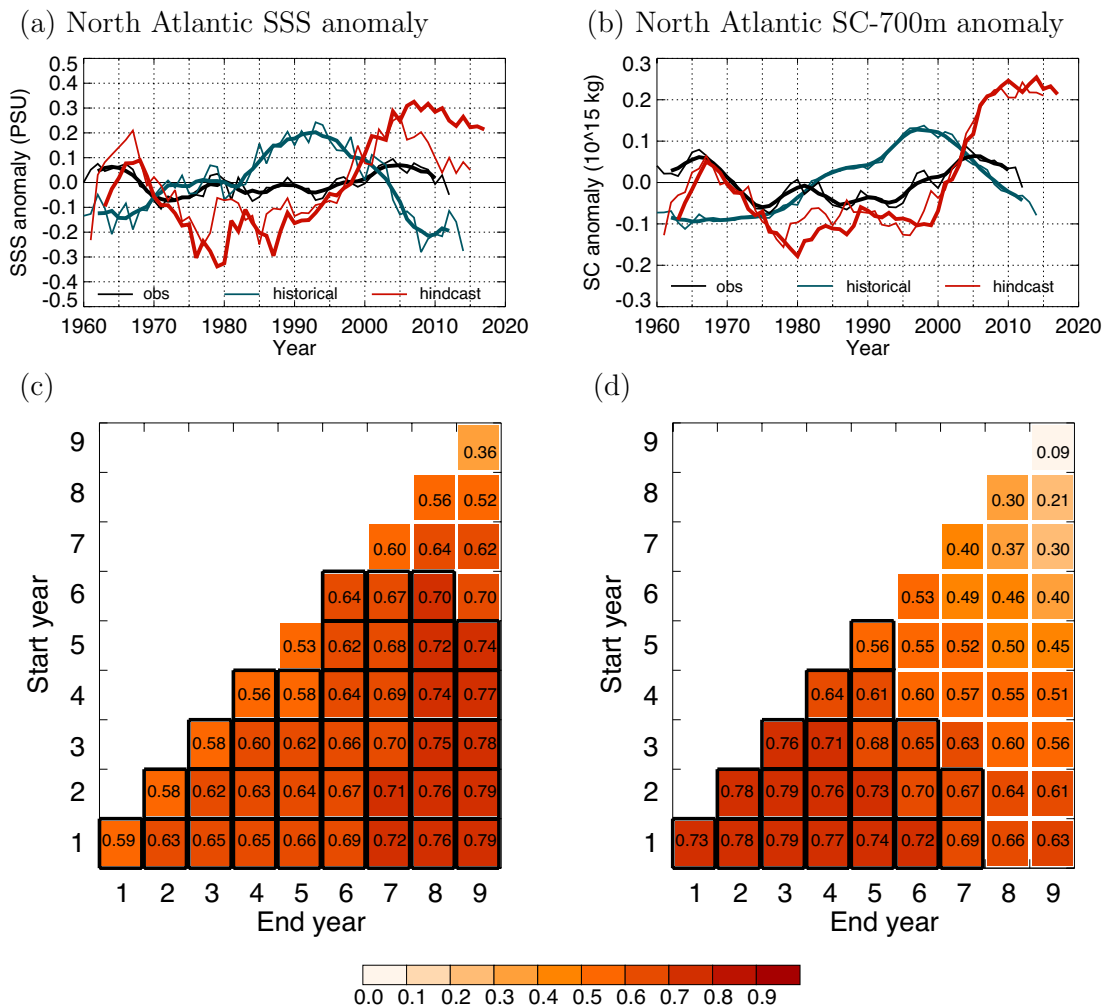 (a) North Atlantic SSS anomaly
(b) North Atlantic SC-700m anomaly
SSS anomaly (PSU)
0.5
0.4
0.3
0.2
0.1
0.0
-0.1
-0.2
-0.3
-0.4
-0.5
obs historical hindcast
1960 1970 1980 1990 2000 2010 2020
Year
SC anomaly (10^15 kg)
0.3
0.2
0.1
0.0
-0.1
-0.2
-0.3
obs historical hindcast
1960 1970 1980 1990 2000 2010 2020
Year
(c)
Start year
9 0.36
8 0.56 0.52
7 0.60 0.64 0.62
6 0.64 0.67 0.70 0.70
5 0.53 0.62 0.68 0.72 0.74
4 0.56 0.58 0.64 0.69 0.74 0.77
3 0.58 0.60 0.62 0.66 0.70 0.75 0.78
2 0.58 0.62 0.63 0.64 0.67 0.71 0.76 0.79
1 0.59 0.63 0.65 0.65 0.66 0.69 0.72 0.76 0.79
1 2 3 4 5 6 7 8 9
End year
(d)
Start year
9 0.09
8 0.30 0.21
7 0.40 0.37 0.30
6 0.53 0.49 0.46 0.40
5 0.56 0.55 0.52 0.50 0.45
4 0.64 0.61 0.60 0.57 0.55 0.51
3 0.76 0.71 0.68 0.65 0.63 0.60 0.56
2 0.78 0.79 0.76 0.73 0.70 0.67 0.64 0.61
1 0.73 0.78 0.79 0.77 0.74 0.72 0.69 0.66 0.63
1 2 3 4 5 6 7 8 9
End year
0.0 0.1 0.2 0.3 0.4 0.5 0.6 0.7 0.8 0.9